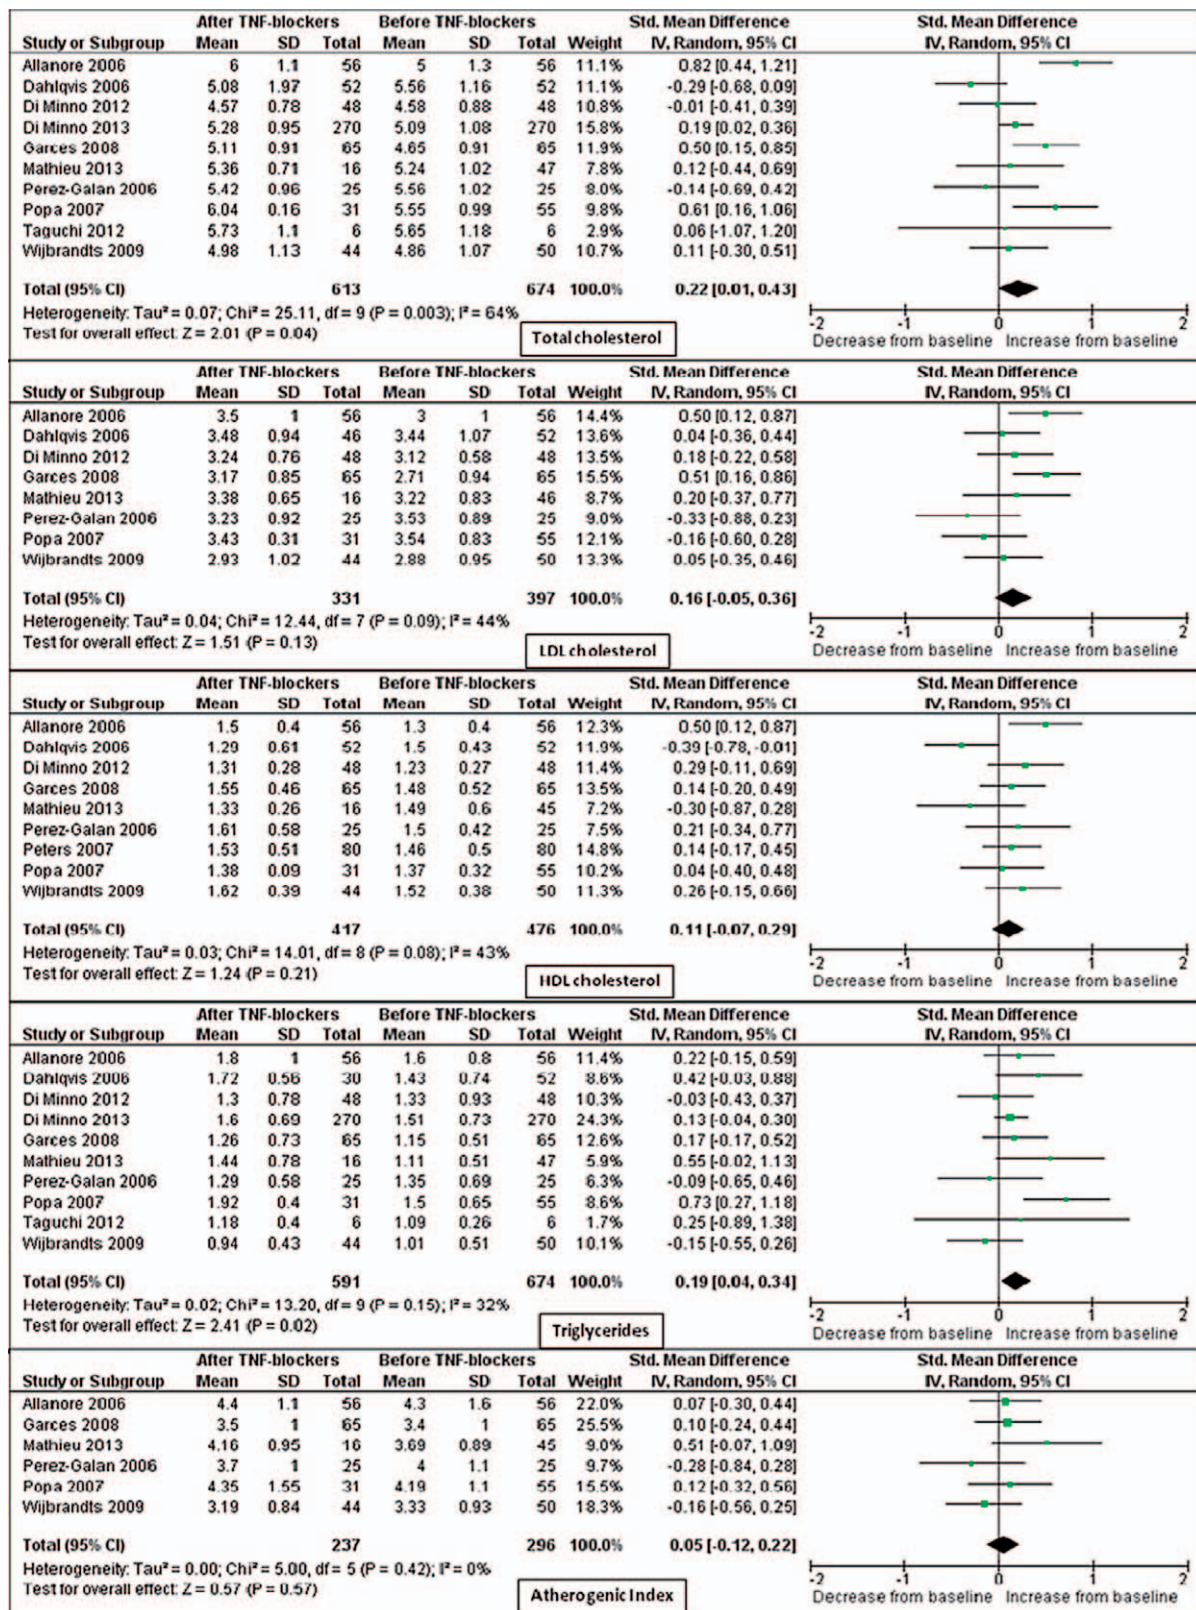 After TNF-blockers Before TNF-blockers Std. Mean Difference Std. Mean Difference
Study or Subgroup Mean SD Total Mean SD Total Weight IV, Random, 95% CI IV, Random, 95% CI
Allanore 2006 6 1.1 56 5 1.3 56 11.1% 0.82 [0.44, 1.21]
Dahlqvis 2006 5.08 1.97 52 5.56 1.16 52 11.1% -0.29 [-0.68, 0.09]
Di Minno 2012 4.57 0.78 48 4.58 0.88 48 10.8% -0.01 [-0.41, 0.39]
Di Minno 2013 5.28 0.95 270 5.09 1.08 270 15.8% 0.19 [0.02, 0.36]
Garces 2008 5.11 0.91 65 4.65 0.91 65 11.9% 0.50 [0.15, 0.85]
Mathieu 2013 5.36 0.71 16 5.24 1.02 47 7.8% 0.12 [-0.44, 0.69]
Perez-Galan 2006 5.42 0.96 25 5.56 1.02 25 8.0% -0.14 [-0.69, 0.42]
Popa 2007 6.04 0.16 31 5.55 0.99 55 9.8% 0.61 [0.16, 1.06]
Taguchi 2012 5.73 1.1 6 5.65 1.18 6 2.9% 0.06 [-1.07, 1.20]
Wijbrandts 2009 4.98 1.13 44 4.86 1.07 50 10.7% 0.11 [-0.30, 0.51]
Total (95% CI) 613 674 100.0% 0.22 [0.01, 0.43]
Heterogeneity: Tau² = 0.07; Chi² = 25.11, df = 9 (P = 0.003); I² = 64%
Test for overall effect: Z = 2.01 (P = 0.04)
-2 -1 0 1 2
Decrease from baseline Increase from baseline
Total cholesterol
After TNF-blockers Before TNF-blockers Std. Mean Difference Std. Mean Difference
Study or Subgroup Mean SD Total Mean SD Total Weight IV, Random, 95% CI IV, Random, 95% CI
Allanore 2006 3.5 1 56 3 1 56 14.4% 0.50 [0.12, 0.87]
Dahlqvis 2006 3.48 0.94 46 3.44 1.07 52 13.6% 0.04 [-0.36, 0.44]
Di Minno 2012 3.24 0.76 48 3.12 0.58 48 13.5% 0.18 [-0.22, 0.58]
Garces 2008 3.17 0.85 65 2.71 0.94 65 15.5% 0.51 [0.16, 0.86]
Mathieu 2013 3.38 0.65 16 3.22 0.83 46 8.7% 0.20 [-0.37, 0.77]
Perez-Galan 2006 3.23 0.92 25 3.53 0.89 25 9.0% -0.33 [-0.88, 0.23]
Popa 2007 3.43 0.31 31 3.54 0.83 55 12.1% -0.16 [-0.60, 0.28]
Wijbrandts 2009 2.93 1.02 44 2.88 0.95 50 13.3% 0.05 [-0.35, 0.46]
Total (95% CI) 331 397 100.0% 0.16 [-0.05, 0.36]
Heterogeneity: Tau² = 0.04; Chi² = 12.44, df = 7 (P = 0.09); I² = 44%
Test for overall effect: Z = 1.51 (P = 0.13)
-2 -1 0 1 2
Decrease from baseline Increase from baseline
LDL cholesterol
After TNF-blockers Before TNF-blockers Std. Mean Difference Std. Mean Difference
Study or Subgroup Mean SD Total Mean SD Total Weight IV, Random, 95% CI IV, Random, 95% CI
Allanore 2006 1.5 0.4 56 1.3 0.4 56 12.3% 0.50 [0.12, 0.87]
Dahlqvis 2006 1.29 0.61 52 1.5 0.43 52 11.9% -0.39 [-0.78, -0.01]
Di Minno 2012 1.31 0.28 48 1.23 0.27 48 11.4% 0.29 [-0.11, 0.69]
Garces 2008 1.55 0.46 65 1.48 0.52 65 13.5% 0.14 [-0.20, 0.49]
Mathieu 2013 1.33 0.26 16 1.49 0.6 45 7.2% -0.30 [-0.87, 0.28]
Perez-Galan 2006 1.61 0.58 25 1.5 0.42 25 7.5% 0.21 [-0.34, 0.77]
Peters 2007 1.53 0.51 80 1.46 0.5 80 14.8% 0.14 [-0.17, 0.45]
Popa 2007 1.38 0.09 31 1.37 0.32 55 10.2% 0.04 [-0.40, 0.48]
Wijbrandts 2009 1.62 0.39 44 1.52 0.38 50 11.3% 0.26 [-0.15, 0.66]
Total (95% CI) 417 476 100.0% 0.11 [-0.07, 0.29]
Heterogeneity: Tau² = 0.03; Chi² = 14.01, df = 8 (P = 0.08); I² = 43%
Test for overall effect: Z = 1.24 (P = 0.21)
-2 -1 0 1 2
Decrease from baseline Increase from baseline
HDL cholesterol
After TNF-blockers Before TNF-blockers Std. Mean Difference Std. Mean Difference
Study or Subgroup Mean SD Total Mean SD Total Weight IV, Random, 95% CI IV, Random, 95% CI
Allanore 2006 1.8 1 56 1.6 0.8 56 11.4% 0.22 [-0.15, 0.59]
Dahlqvis 2006 1.72 0.56 30 1.43 0.74 52 8.6% 0.42 [-0.03, 0.88]
Di Minno 2012 1.3 0.78 48 1.33 0.93 48 10.3% -0.03 [-0.43, 0.37]
Di Minno 2013 1.6 0.69 270 1.51 0.73 270 24.3% 0.13 [-0.04, 0.30]
Garces 2008 1.26 0.73 65 1.15 0.51 65 12.6% 0.17 [-0.17, 0.52]
Mathieu 2013 1.44 0.78 16 1.11 0.51 47 5.9% 0.55 [-0.02, 1.13]
Perez-Galan 2006 1.29 0.58 25 1.35 0.69 25 6.3% -0.09 [-0.65, 0.46]
Popa 2007 1.92 0.4 31 1.5 0.65 55 8.6% 0.73 [0.27, 1.18]
Taguchi 2012 1.18 0.4 6 1.09 0.26 6 1.7% 0.25 [-0.89, 1.38]
Wijbrandts 2009 0.94 0.43 44 1.01 0.51 50 10.1% -0.15 [-0.55, 0.26]
Total (95% CI) 591 674 100.0% 0.19 [0.04, 0.34]
Heterogeneity: Tau² = 0.02; Chi² = 13.20, df = 9 (P = 0.15); I² = 32%
Test for overall effect: Z = 2.41 (P = 0.02)
-2 -1 0 1 2
Decrease from baseline Increase from baseline
Triglycerides
After TNF-blockers Before TNF-blockers Std. Mean Difference Std. Mean Difference
Study or Subgroup Mean SD Total Mean SD Total Weight IV, Random, 95% CI IV, Random, 95% CI
Allanore 2006 4.4 1.1 56 4.3 1.6 56 22.0% 0.07 [-0.30, 0.44]
Garces 2008 3.5 1 65 3.4 1 65 25.5% 0.10 [-0.24, 0.44]
Mathieu 2013 4.16 0.95 16 3.69 0.89 45 9.0% 0.51 [-0.07, 1.09]
Perez-Galan 2006 3.7 1 25 4 1.1 25 9.7% -0.28 [-0.84, 0.28]
Popa 2007 4.35 1.55 31 4.19 1.1 55 15.5% 0.12 [-0.32, 0.56]
Wijbrandts 2009 3.19 0.84 44 3.33 0.93 50 18.3% -0.16 [-0.56, 0.25]
Total (95% CI) 237 296 100.0% 0.05 [-0.12, 0.22]
Heterogeneity: Tau² = 0.00; Chi² = 5.00, df = 5 (P = 0.42); I² = 0%
Test for overall effect: Z = 0.57 (P = 0.57)
-2 -1 0 1 2
Decrease from baseline Increase from baseline
Atherogenic Index